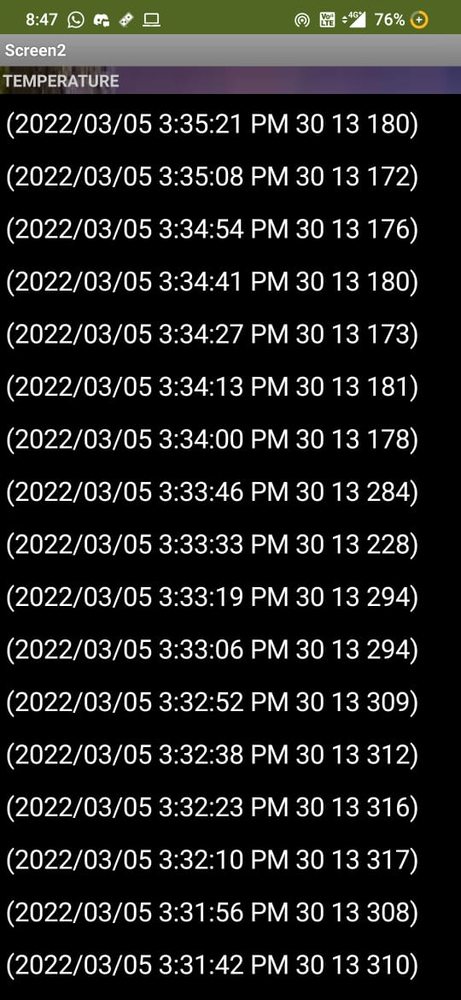 8:47 Vo)) LTE 4G+ 76%
Screen2
TEMPERATURE
(2022/03/05 3:35:21 PM 30 13 180)
(2022/03/05 3:35:08 PM 30 13 172)
(2022/03/05 3:34:54 PM 30 13 176)
(2022/03/05 3:34:41 PM 30 13 180)
(2022/03/05 3:34:27 PM 30 13 173)
(2022/03/05 3:34:13 PM 30 13 181)
(2022/03/05 3:34:00 PM 30 13 178)
(2022/03/05 3:33:46 PM 30 13 284)
(2022/03/05 3:33:33 PM 30 13 228)
(2022/03/05 3:33:19 PM 30 13 294)
(2022/03/05 3:33:06 PM 30 13 294)
(2022/03/05 3:32:52 PM 30 13 309)
(2022/03/05 3:32:38 PM 30 13 312)
(2022/03/05 3:32:23 PM 30 13 316)
(2022/03/05 3:32:10 PM 30 13 317)
(2022/03/05 3:31:56 PM 30 13 308)
(2022/03/05 3:31:42 PM 30 13 310)